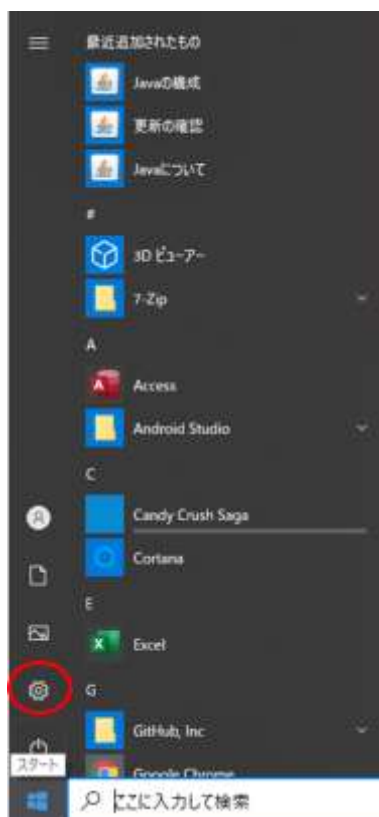 最近追加されたもの
Javaの構成
更新の確認
Javaについて
#
3D ビューアー
7-Zip
A
Access
Android Studio
C
Candy Crush Saga
Cortana
E
Excel
G
GitHub, Inc
Google Chrome
スタート
ここに入力して検索